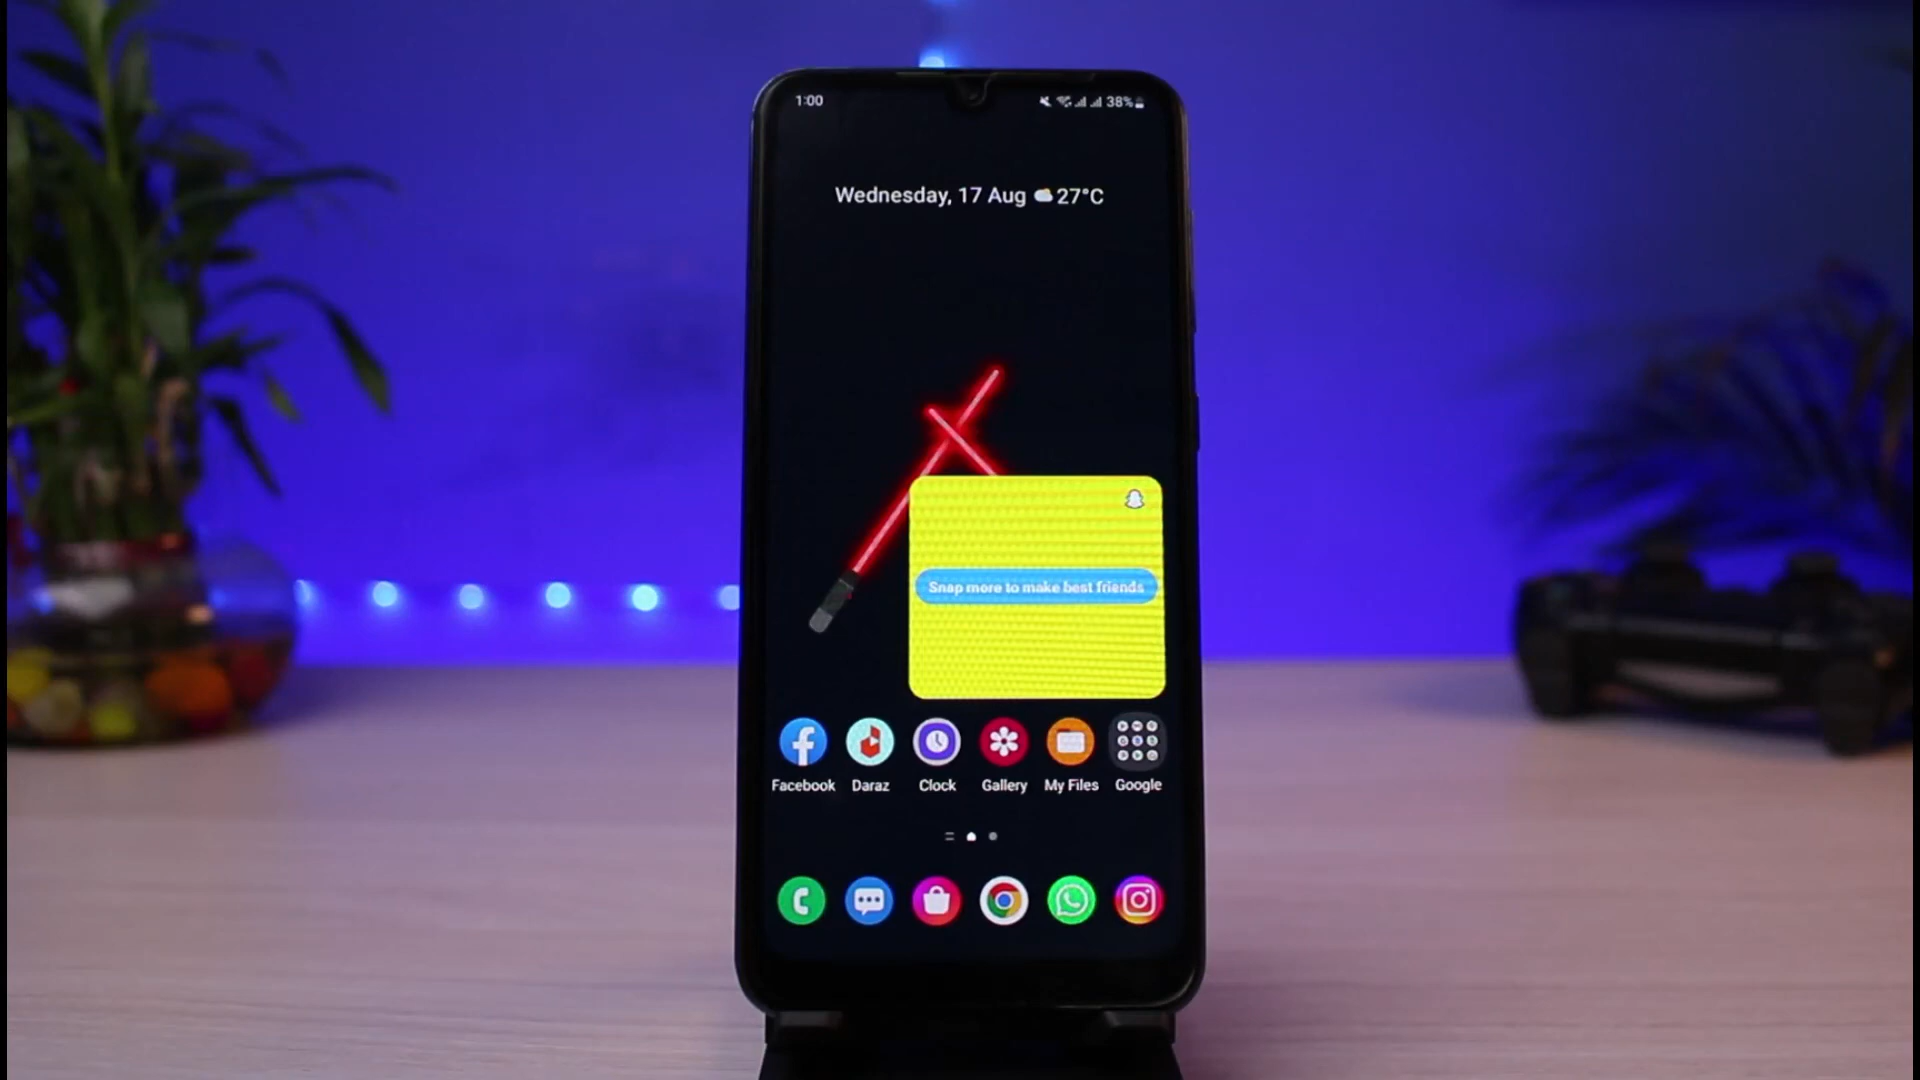 1:00
38%
Wednesday, 17 Aug 27°C
Snap more to make best friends
Facebook Daraz Clock Gallery My Files Google